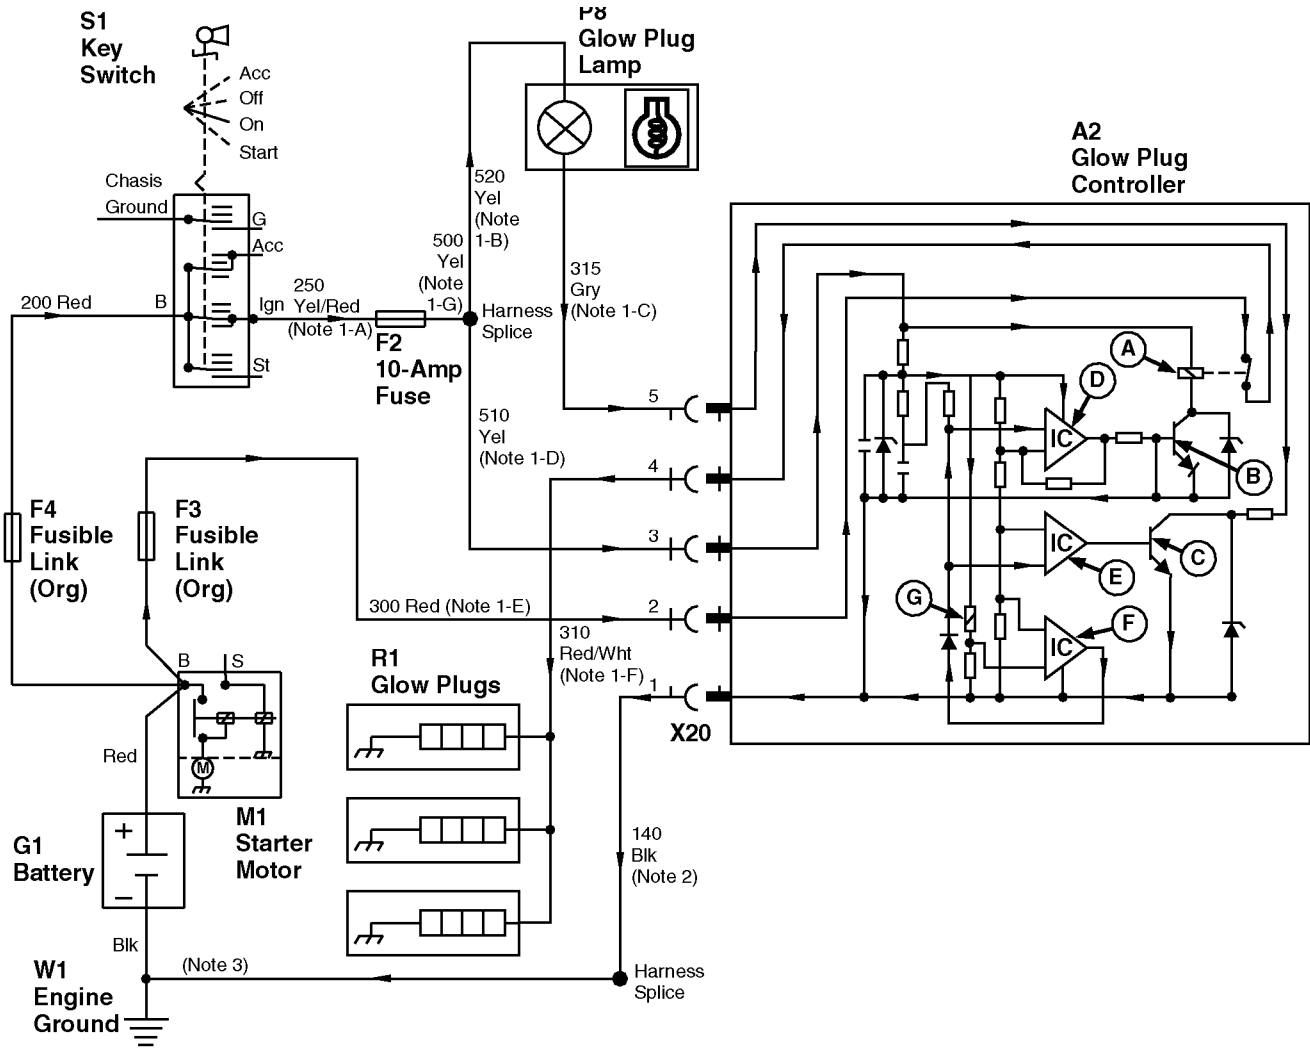 S1
Key
Switch
Acc
Off
On
Start
Chasis
Ground
G
Acc
200 Red
B
Ign
St
250
Yel/Red
(Note 1-A)
F2
10-Amp
Fuse
500
Yel
(Note
1-G)
520
Yel
(Note
1-B)
Harness
Splice
P8
Glow Plug
Lamp
315
Gry
(Note 1-C)
510
Yel
(Note 1-D)
A2
Glow Plug
Controller
5
4
3
2
1
X20
A
D
IC
B
IC
E
C
G
F
IC
F4
Fusible
Link
(Org)
F3
Fusible
Link
(Org)
300 Red (Note 1-E)
310
Red/Wht
(Note 1-F)
R1
Glow Plugs
B
S
M
M1
Starter
Motor
Red
+
G1
Battery
–
Blk
140
Blk
(Note 2)
(Note 3)
Harness
Splice
W1
Engine
Ground